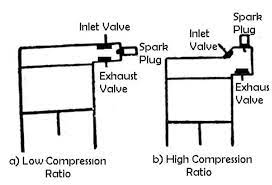 Inlet Valve
Spark
Plug
Exhaust
Valve
a) Low Compression
Ratio
Spark
Plug
Inlet
Valve
Exhaus
Valve
b) High Compression
Ratio